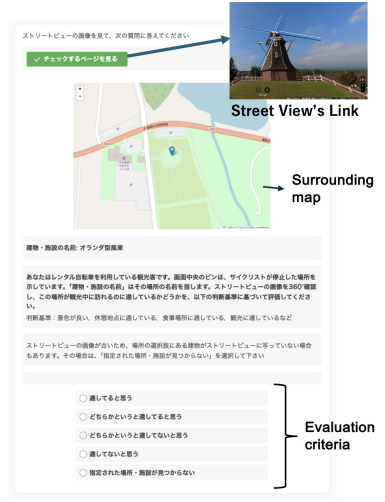 ストリートビューの画像を見て、次の質問に答えてください
✓ チェックするページを見る
Street View's Link
+
−
P
P
P
P
Surrounding
map
建物・施設の名前: オランダ型風車
あなたはレンタル自転車を利用している観光客です。画面中央のピンは、サイクリストが停止した場所を
示しています。「建物・施設の名前」はその場所の名前を指します。ストリートビューの画像を360°確認
し、この場所が観光中に訪れるのに適しているかどうかを、以下の判断基準に基づいて評価してくださ
い。
判断基準：景色が良い、休憩地点に適している、食事場所に適している、観光に適しているなど
ストリートビューの画像が古いため、場所の選択肢にある建物がストリートビューに写っていない場合
もあります。その場合は、「指定された場所・施設が見つからない」を選択して下さい
適してると思う
どちらかというと適してると思う
どちらかというと適してないと思う
適してないと思う
指定された場所・施設が見つからない
Evaluation
criteria